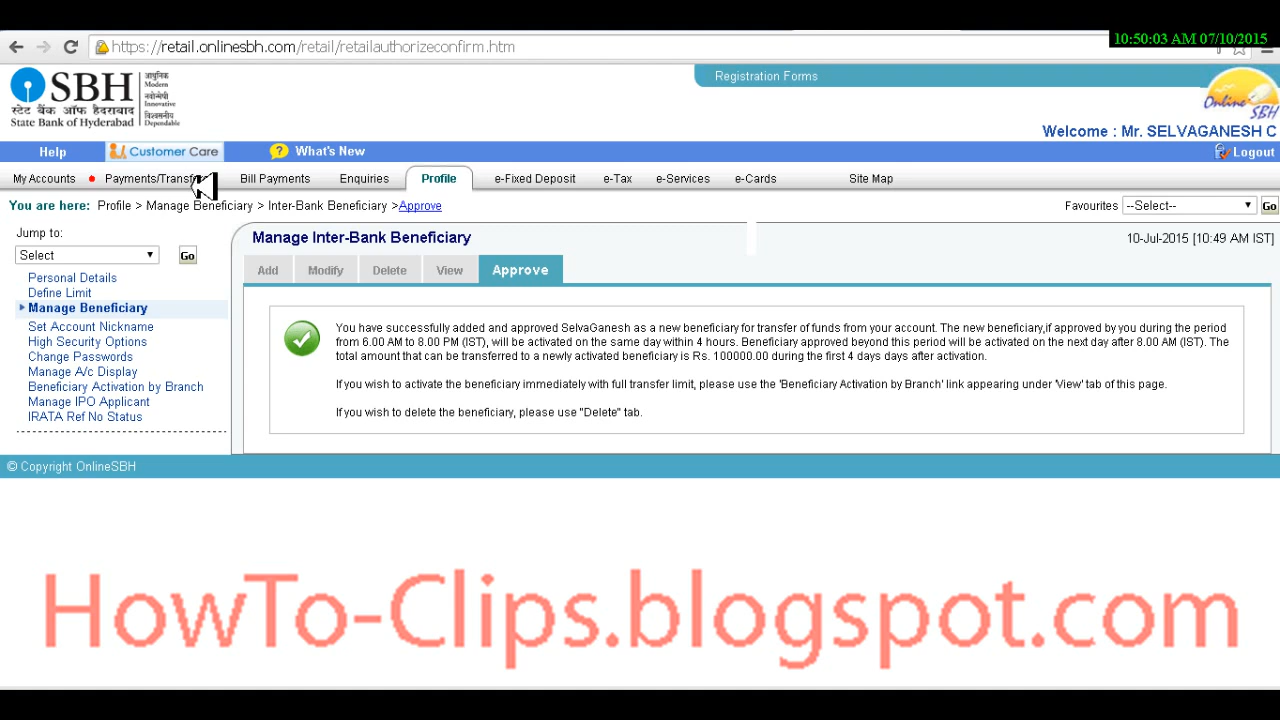 10:50:03 AM 07/10/2015
https://retail.onlinesbh.com/retail/retailauthorizeconfirm.htm
SBH
स्टेट बैंक ऑफ हैदराबाद
State Bank of Hyderabad
आधुनिक
Modern
नवोन्मेषी
Innovative
विश्वसनीय
Dependable
Registration Forms
Online SBH
Welcome : Mr. SELVAGANESH C
Help
Customer Care
? What's New
Logout
My Accounts Payments/Transfer Bill Payments Enquiries Profile e-Fixed Deposit e-Tax e-Services e-Cards Site Map
You are here: Profile > Manage Beneficiary > Inter-Bank Beneficiary >Approve
Favourites --Select-- Go
Jump to:
Select Go
Personal Details
Define Limit
Manage Beneficiary
Set Account Nickname
High Security Options
Change Passwords
Manage A/c Display
Beneficiary Activation by Branch
Manage IPO Applicant
IRATA Ref No Status
Manage Inter-Bank Beneficiary
10-Jul-2015 [10:49 AM IST]
Add Modify Delete View Approve
You have successfully added and approved SelvaGanesh as a new beneficiary for transfer of funds from your account. The new beneficiary,if approved by you during the period
from 6.00 AM to 8.00 PM (IST), will be activated on the same day within 4 hours. Beneficiary approved beyond this period will be activated on the next day after 8.00 AM (IST). The
total amount that can be transferred to a newly activated beneficiary is Rs. 100000.00 during the first 4 days days after activation.
If you wish to activate the beneficiary immediately with full transfer limit, please use the 'Beneficiary Activation by Branch' link appearing under 'View' tab of this page.
If you wish to delete the beneficiary, please use "Delete" tab.
© Copyright OnlineSBH
HowTo-Clips.blogspot.com